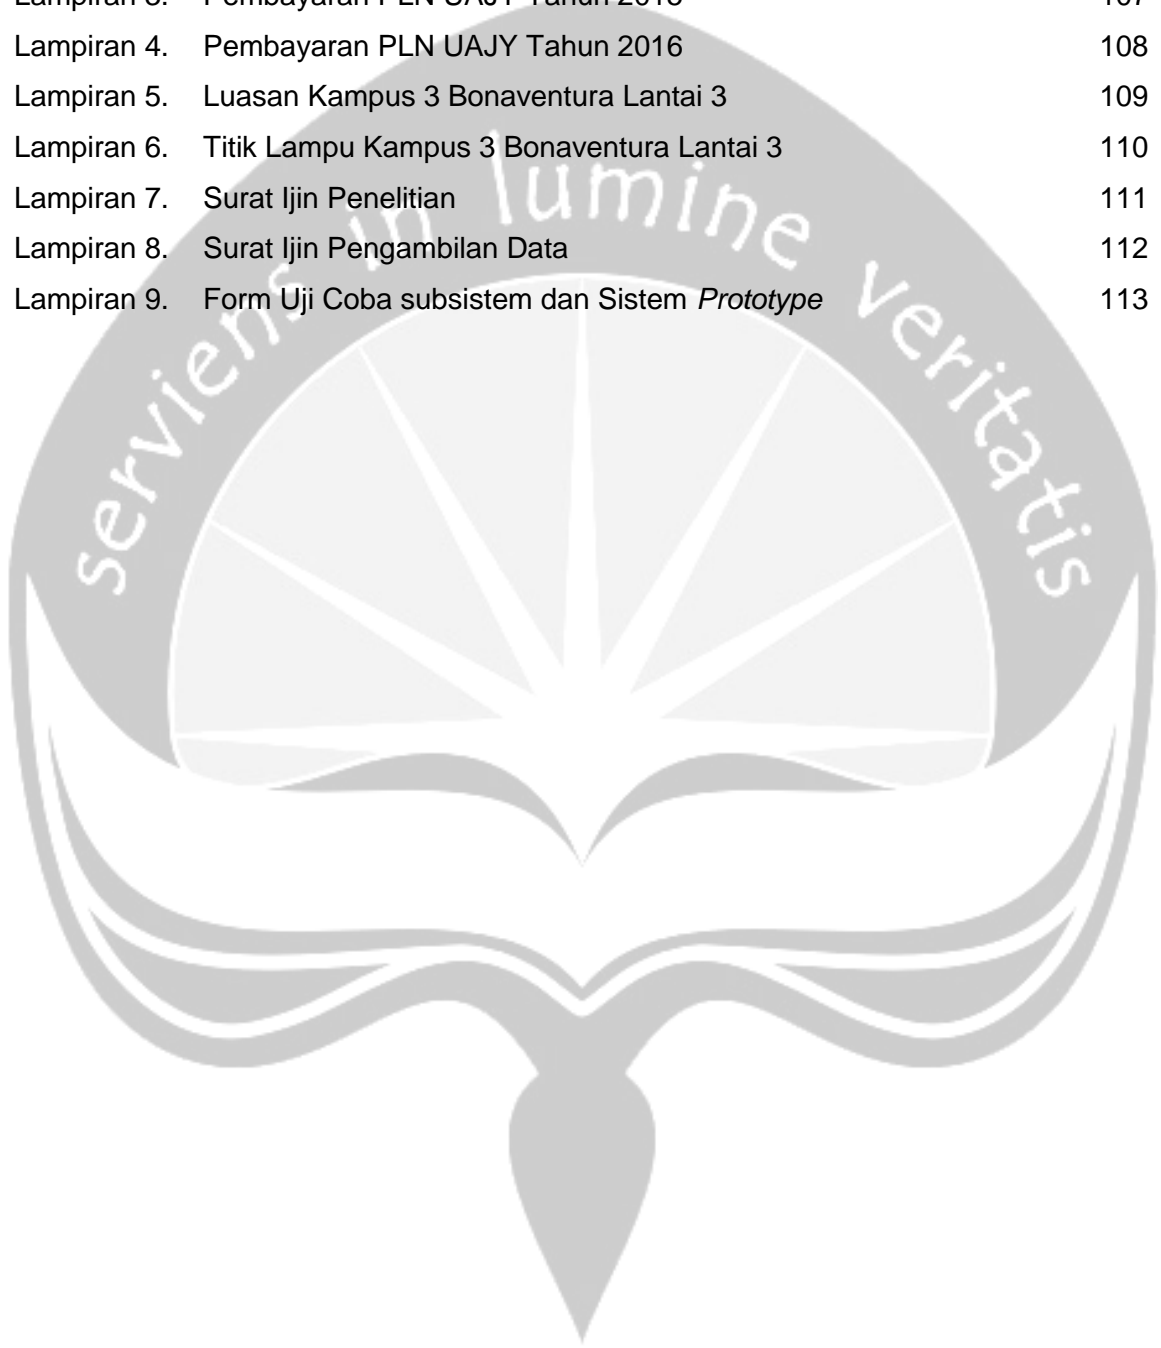 Lampiran 4. Pembayaran PLN UAJY Tahun 2016 108
Lampiran 5. Luasan Kampus 3 Bonaventura Lantai 3 109
Lampiran 6. Titik Lampu Kampus 3 Bonaventura Lantai 3 110
Lampiran 7. Surat Ijin Penelitian 111
Lampiran 8. Surat Ijin Pengambilan Data 112
Lampiran 9. Form Uji Coba subsistem dan Sistem Prototype 113
serviens in lumine veritatis